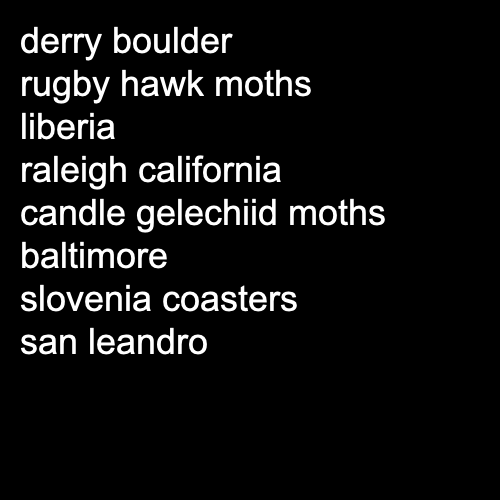 derry boulder
rugby hawk moths
liberia
raleigh california
candle gelechiid moths
baltimore
slovenia coasters
san leandro